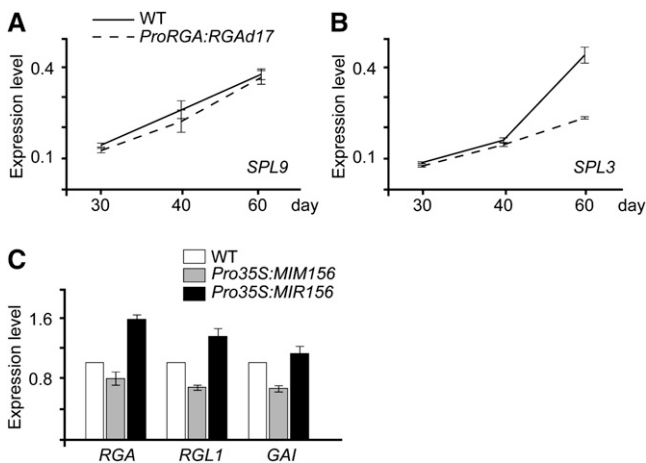 A
WT
ProRGA:RGAd17
Expression level
0.4
0.1
SPL9
30 40 60 day
B
Expression level
0.4
0.1
SPL3
30 40 60 day
C
WT
Pro35S:MIM156
Pro35S:MIR156
Expression level
1.6
0.8
RGA RGL1 GAI